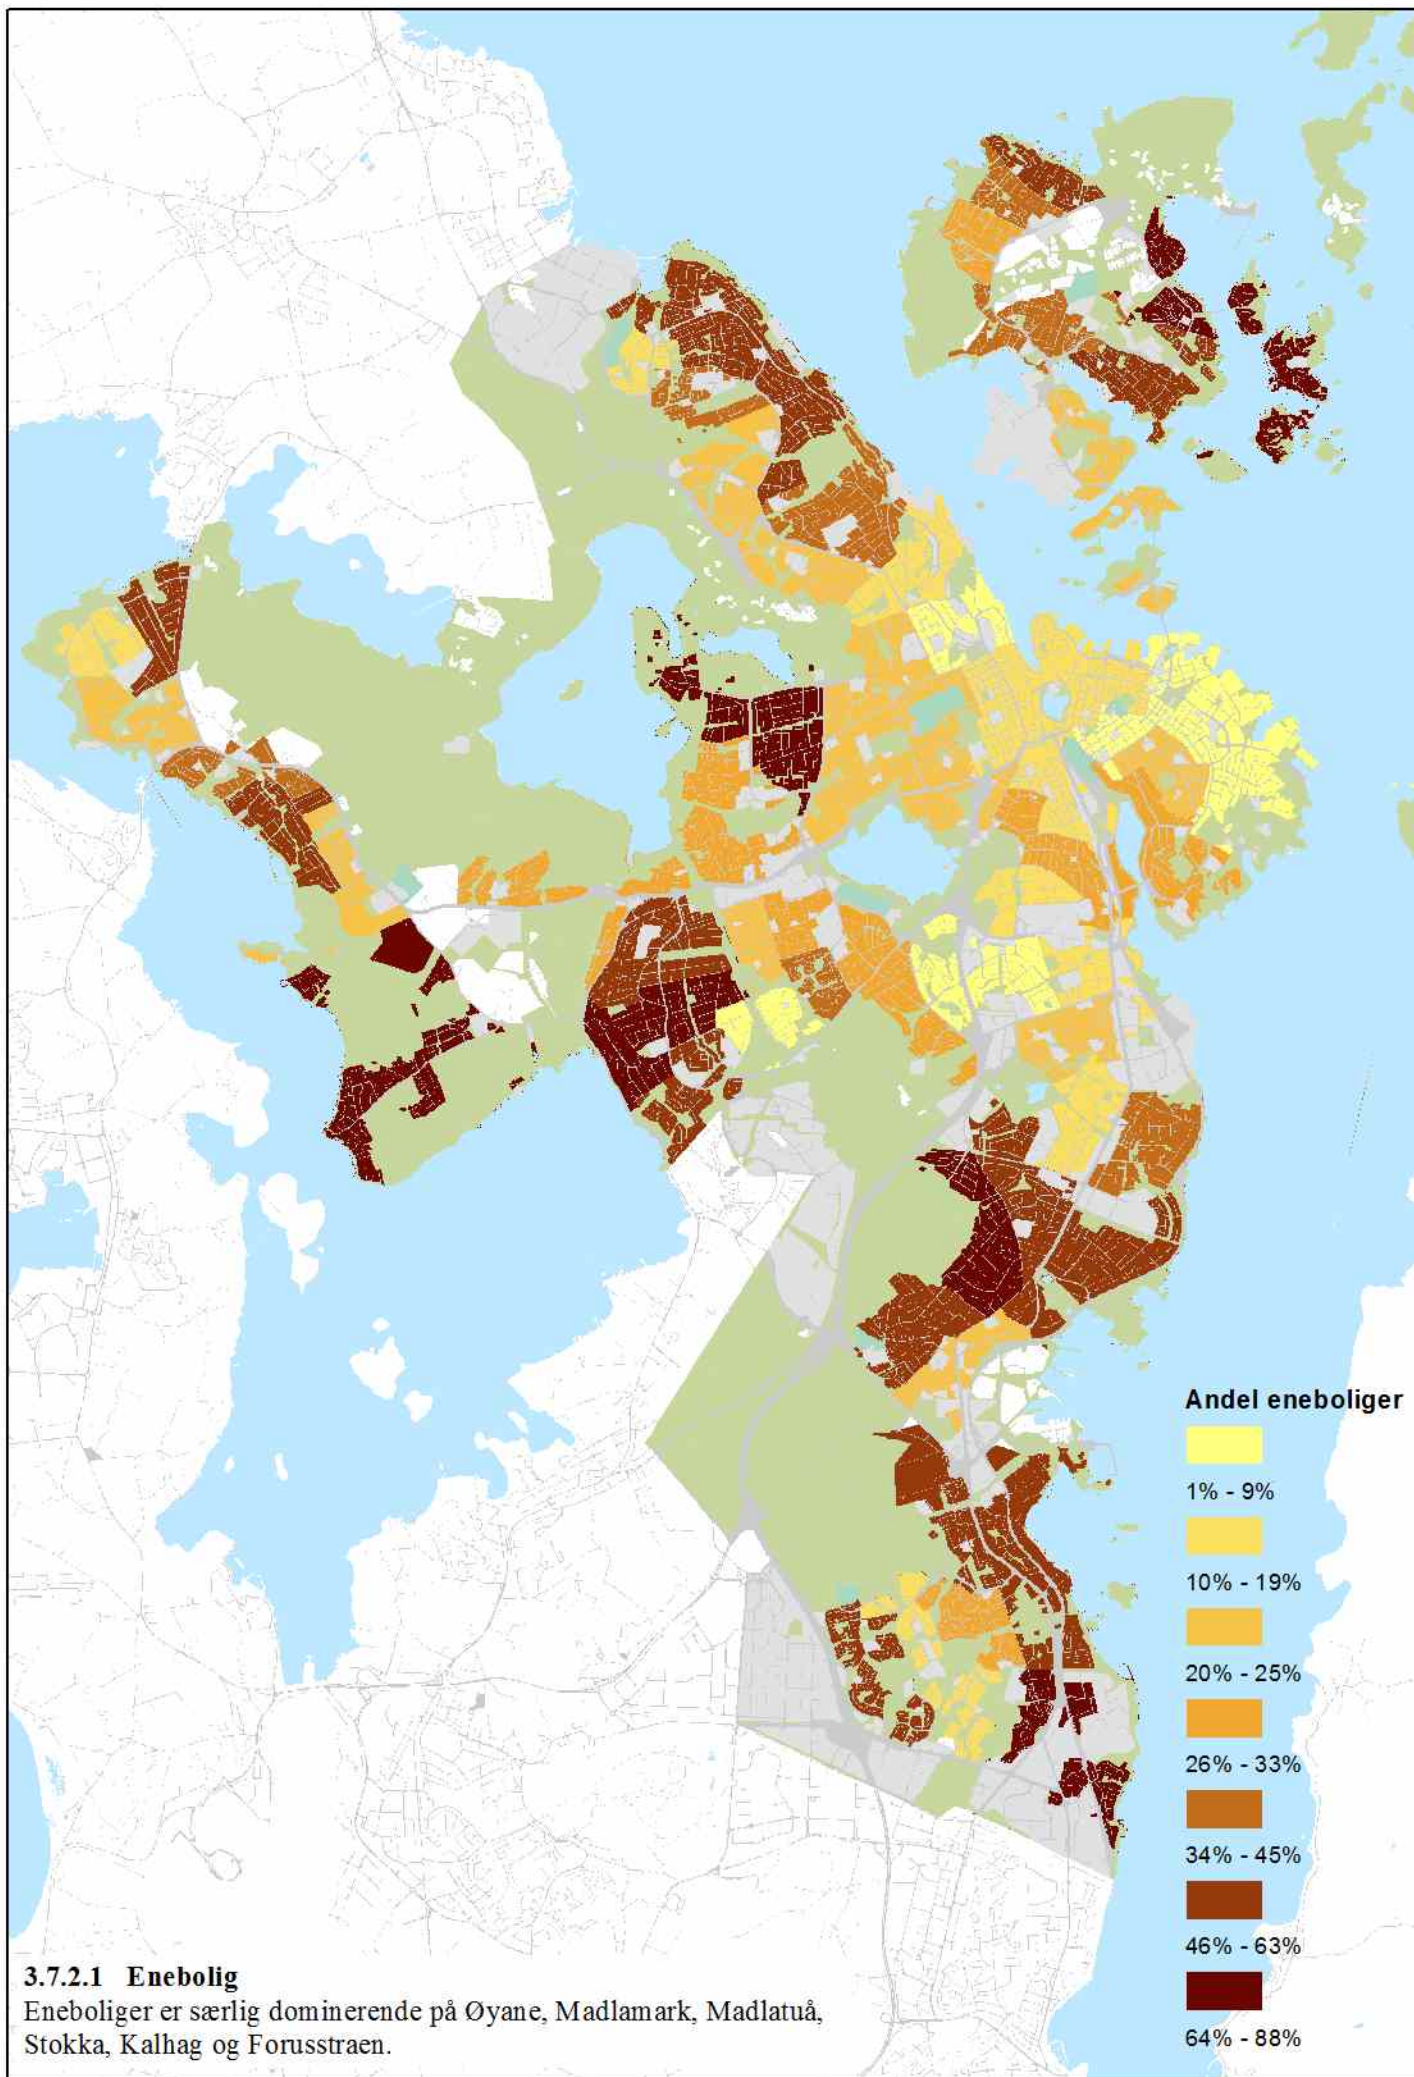 Andel eneboliger
1% - 9%
10% - 19%
20% - 25%
26% - 33%
34% - 45%
46% - 63%
64% - 88%
3.7.2.1 Enebolig
Eneboliger er særlig dominerende på Øyane, Madlamark, Madlatuå,
Stokka, Kalhag og Forusstraen.